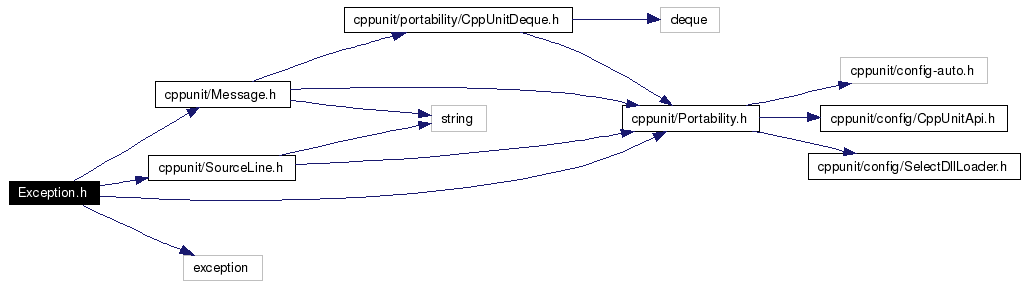 cppunit/portability/CppUnitDeque.h
deque
cppunit/config-auto.h
cppunit/Message.h
string
cppunit/Portability.h
cppunit/config/CppUnitApi.h
cppunit/SourceLine.h
cppunit/config/SelectDllLoader.h
Exception.h
exception